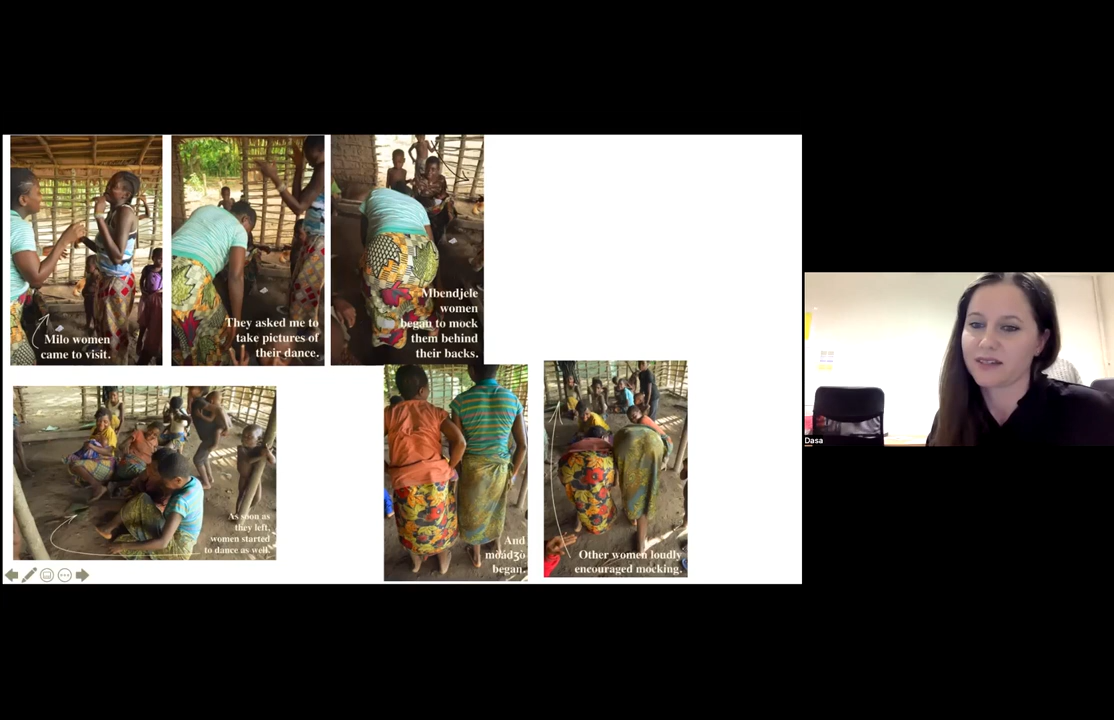 Milo women
came to visit.
They asked me to
take pictures of
their dance.
Mbendjele
women
began to mock
them behind
their backs.
As soon as
they left,
women started
to dance as well.
And
mòádʒò
began.
Other women loudly
encouraged mocking.
Dasa